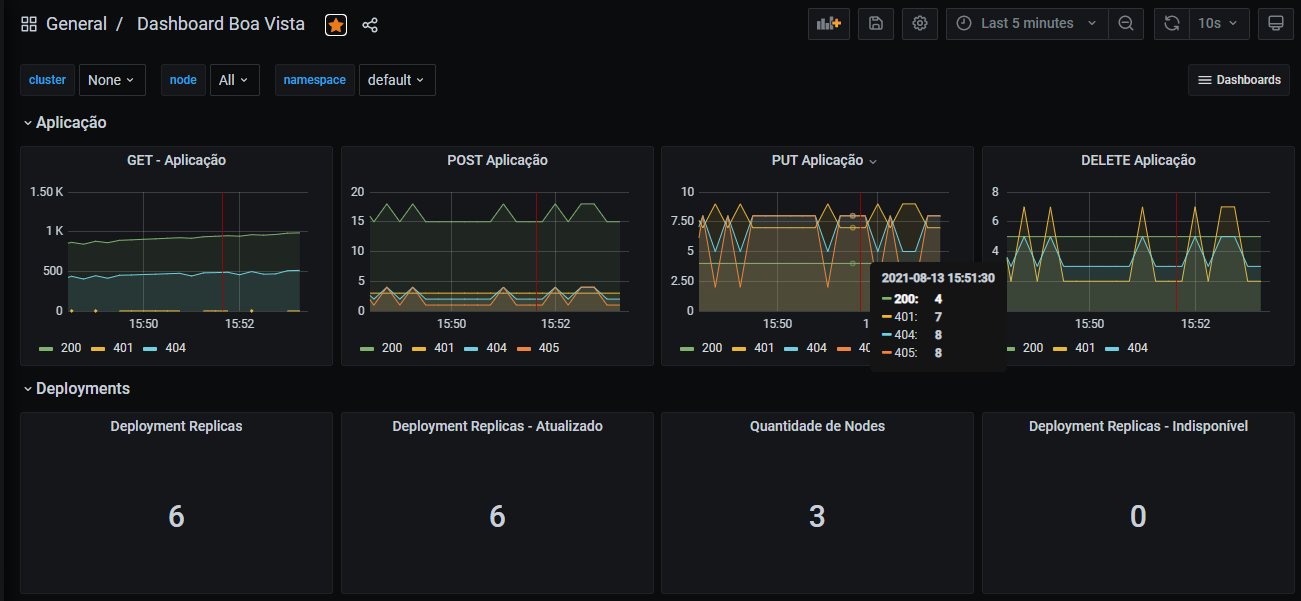 General / Dashboard Boa Vista Last 5 minutes 10s
cluster None node All namespace default Dashboards
Aplicação
GET - Aplicação
1.50 K
1 K
500
0
15:50 15:52
200 401 404
POST Aplicação
20
15
10
5
0
15:50 15:52
200 401 404 405
PUT Aplicação
10
7.50
5
2.50
0
15:50 1
200 401 404 40
2021-08-13 15:51:30
200: 4
401: 7
404: 8
405: 8
DELETE Aplicação
8
6
4
15:50 15:52
200 401 404
Deployments
Deployment Replicas
6
Deployment Replicas - Atualizado
6
Quantidade de Nodes
3
Deployment Replicas - Indisponível
0